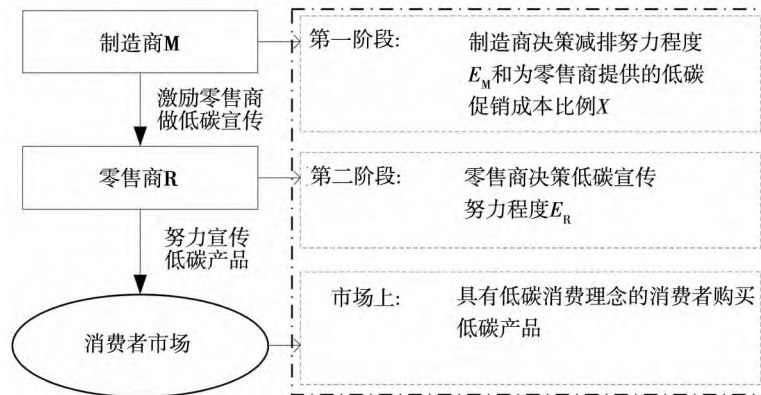 制造商M
激励零售商
做低碳宣传
零售商R
努力宣传
低碳产品
消费者市场
第一阶段:
制造商决策减排努力程度
E_M和为零售商提供的低碳
促销成本比例X
第二阶段:
零售商决策低碳宣传
努力程度E_R
市场上:
具有低碳消费理念的消费者购买
低碳产品